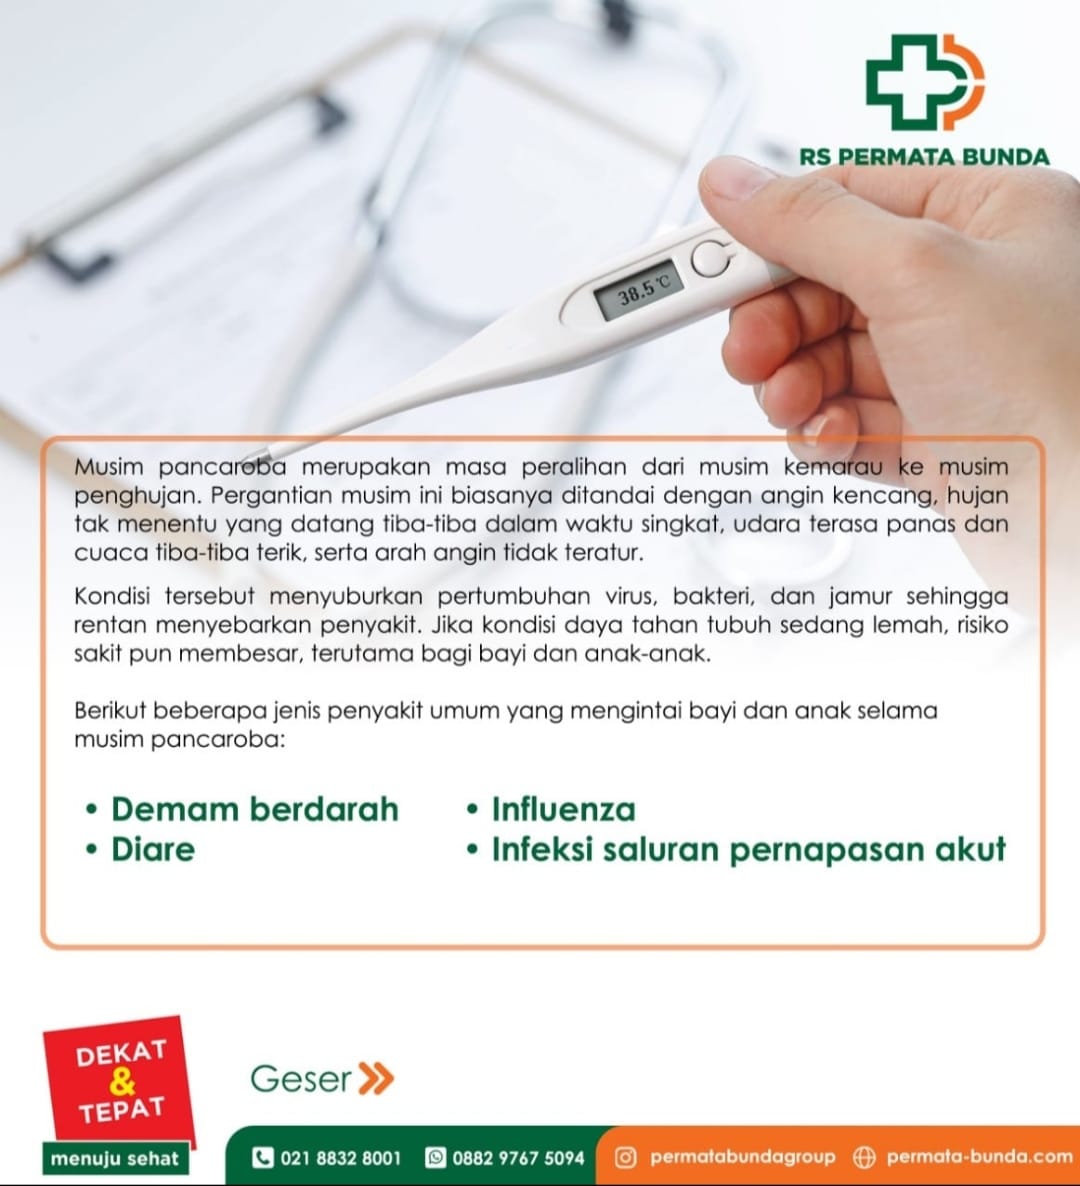 RS PERMATA BUNDA
38.5°C
Musim pancaroba merupakan masa peralihan dari musim kemarau ke musim
penghujan. Pergantian musim ini biasanya ditandai dengan angin kencang, hujan
tak menentu yang datang tiba-tiba dalam waktu singkat, udara terasa panas dan
cuaca tiba-tiba terik, serta arah angin tidak teratur.
Kondisi tersebut menyuburkan pertumbuhan virus, bakteri, dan jamur sehingga
rentan menyebarkan penyakit. Jika kondisi daya tahan tubuh sedang lemah, risiko
sakit pun membesar, terutama bagi bayi dan anak-anak.
Berikut beberapa jenis penyakit umum yang mengintai bayi dan anak selama
musim pancaroba:
• Demam berdarah
• Diare
• Influenza
• Infeksi saluran pernapasan akut
DEKAT
&
TEPAT
menuju sehat
Geser
021 8832 8001
0882 9767 5094
permatabundagroup
permata-bunda.com